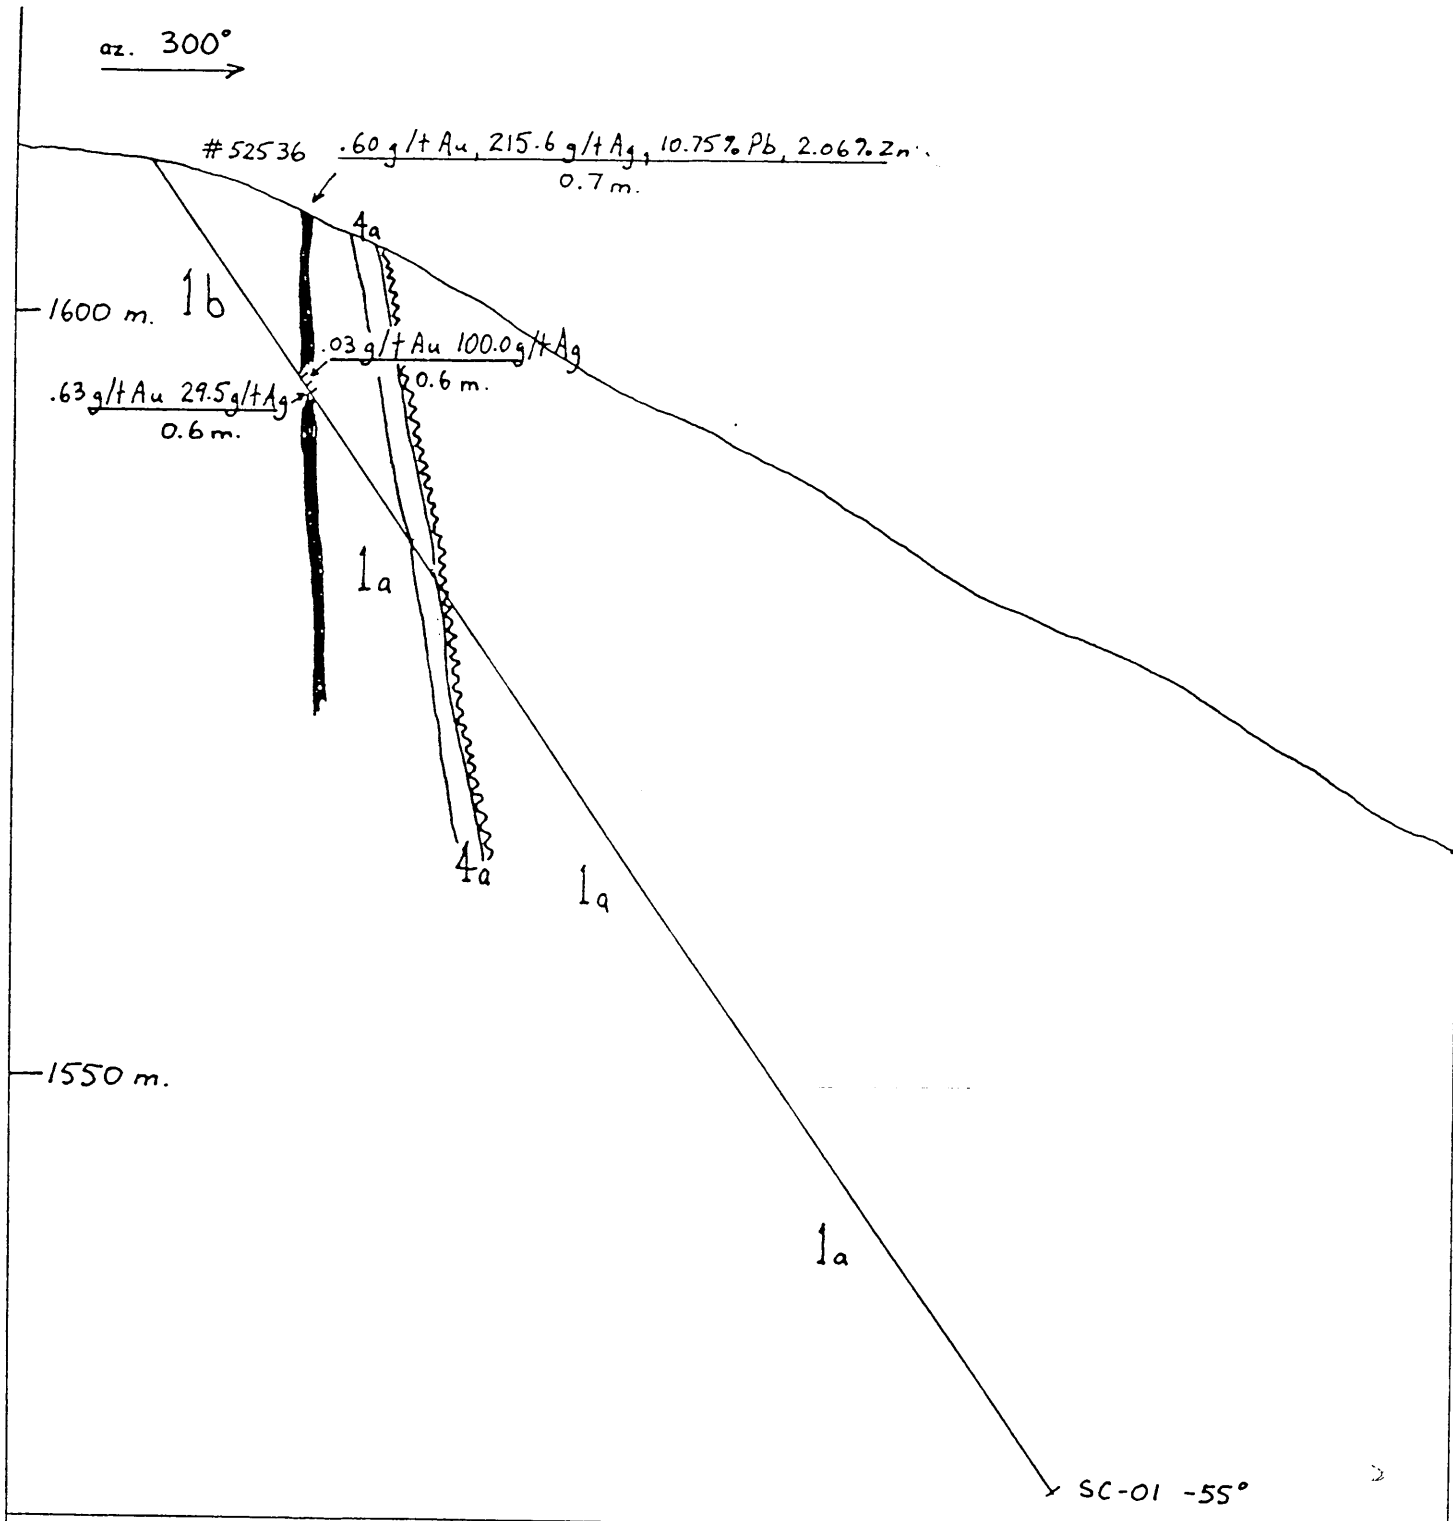 az. 300°
#52536 .60 g/t Au, 215.6 g/t Ag, 10.75% Pb, 2.06% Zn
0.7 m.
4a
1b
1600 m.
.03 g/t Au 100.0 g/t Ag
0.6 m.
.63 g/t Au 29.5 g/t Ag
0.6 m.
1a
4a
1a
1550 m.
1a
SC-01 -55°